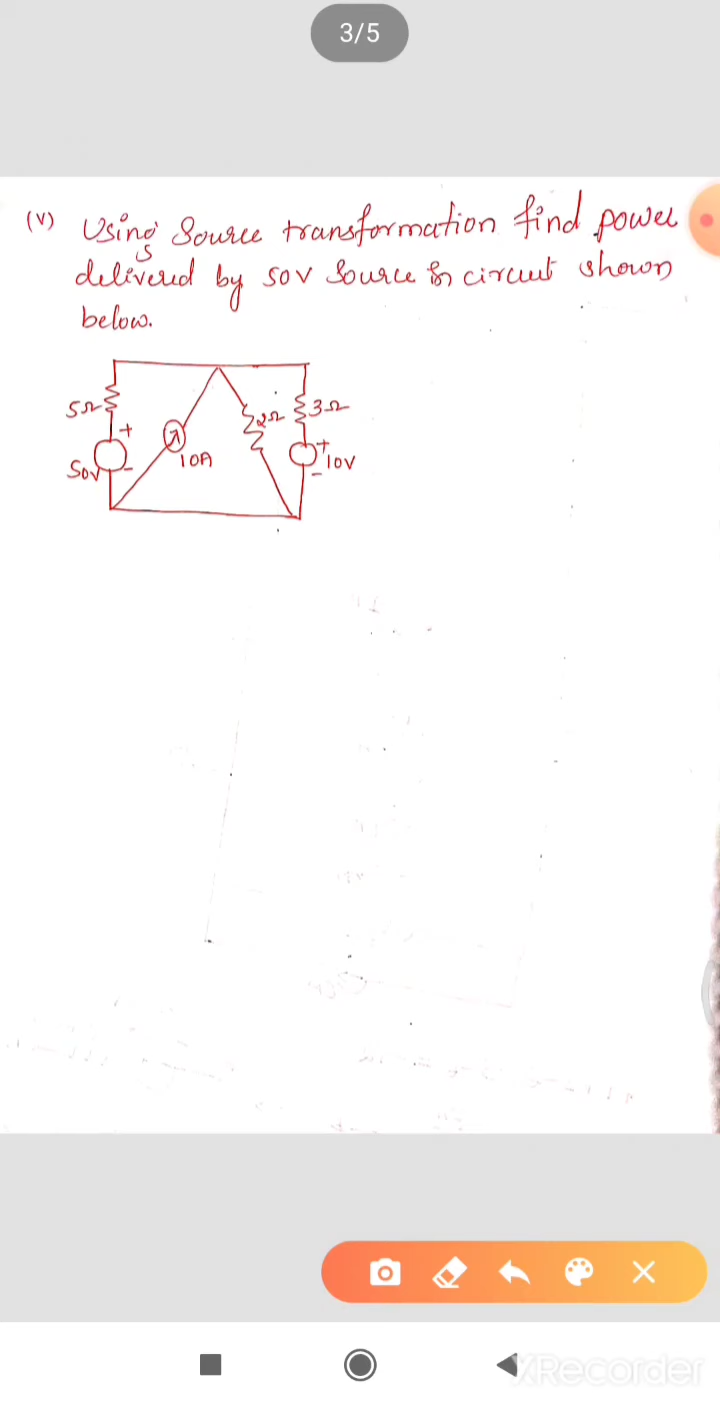 3/5
(V) Using Source transformation find power
delivered by 50V Source in circuit shown
below.
5Ω
+
-
50V
10A
2Ω
3Ω
+
-
10V
XRecorder